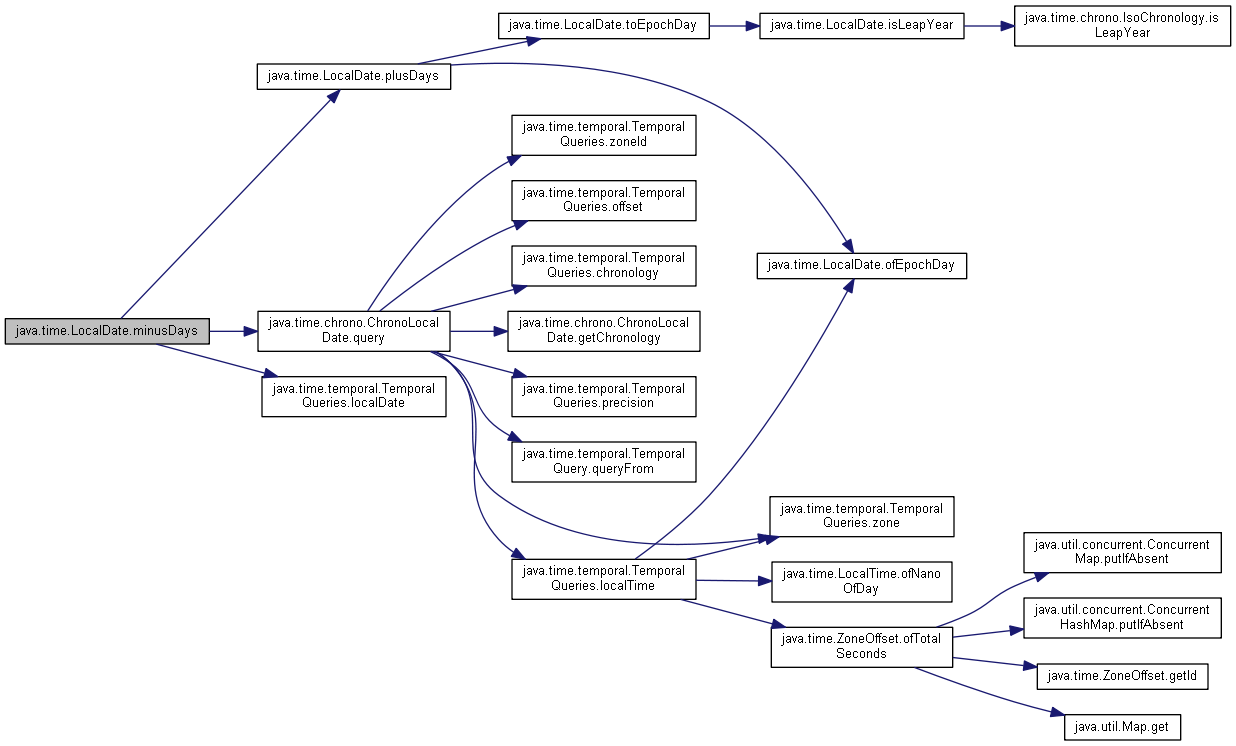 java.time.LocalDate.toEpochDay
java.time.LocalDate.isLeapYear
java.time.chrono.IsoChronology.is
LeapYear
java.time.LocalDate.plusDays
java.time.temporal.Temporal
Queries.zoneId
java.time.temporal.Temporal
Queries.offset
java.time.temporal.Temporal
Queries.chronology
java.time.LocalDate.ofEpochDay
java.time.LocalDate.minusDays
java.time.chrono.ChronoLocal
Date.query
java.time.chrono.ChronoLocal
Date.getChronology
java.time.temporal.Temporal
Queries.localDate
java.time.temporal.Temporal
Queries.precision
java.time.temporal.Temporal
Query.queryFrom
java.time.temporal.Temporal
Queries.zone
java.time.temporal.Temporal
Queries.localTime
java.time.LocalTime.ofNano
OfDay
java.util.concurrent.Concurrent
Map.putIfAbsent
java.util.concurrent.Concurrent
HashMap.putIfAbsent
java.time.ZoneOffset.ofTotal
Seconds
java.time.ZoneOffset.getId
java.util.Map.get